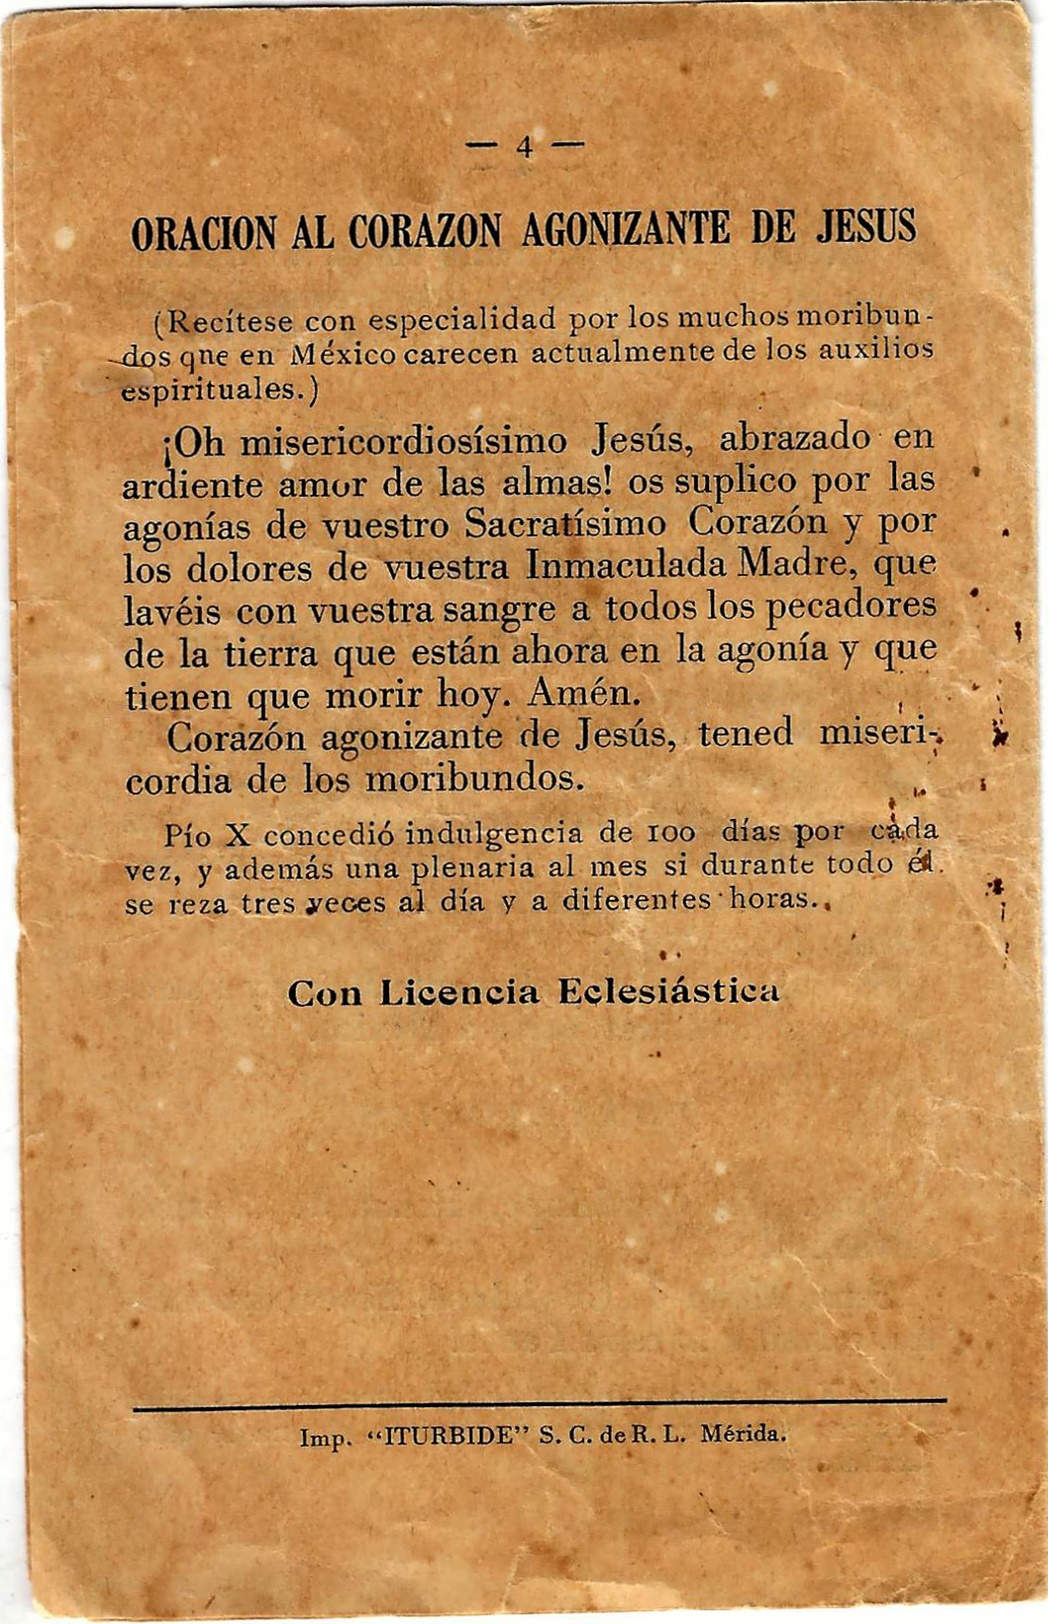 — 4 —
ORACION AL CORAZON AGONIZANTE DE JESUS
(Recítese con especialidad por los muchos moribun-
dos qne en México carecen actualmente de los auxilios
espirituales.)
¡Oh misericordiosísimo Jesús, abrazado en
ardiente amor de las almas! os suplico por las
agonías de vuestro Sacratísimo Corazón y por
los dolores de vuestra Inmaculada Madre, que
lavéis con vuestra sangre a todos los pecadores
de la tierra que están ahora en la agonía y que
tienen que morir hoy. Amén.
Corazón agonizante de Jesús, tened miseri-
cordia de los moribundos.
Pío X concedió indulgencia de 100 días por cada
vez, y además una plenaria al mes si durante todo él
se reza tres veces al día y a diferentes horas.
Con Licencia Eclesiástica
Imp. “ITURBIDE” S. C. de R. L. Mérida.